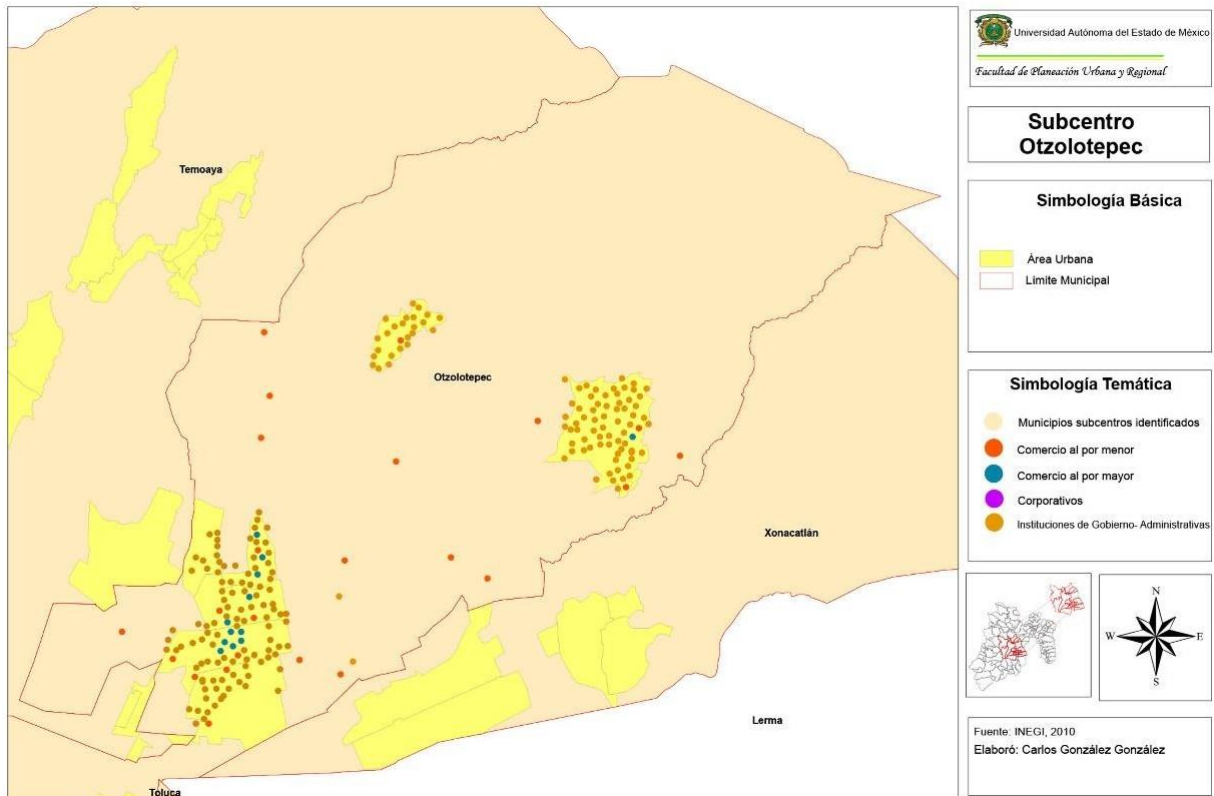 Temoaya
Otzolotepec
Xonacatlán
Lerma
Toluca
Universidad Autónoma del Estado de México
Facultad de Planeación Urbana y Regional
Subcentro
Otzolotepec
Simbología Básica
Àrea Urbana
Límite Municipal
Simbología Temática
Municipios subcentros identificados
Comercio al por menor
Comercio al por mayor
Corporativos
Instituciones de Gobierno- Administrativas
N
W
E
S
Fuente: INEGI, 2010
Elaboró: Carlos González González